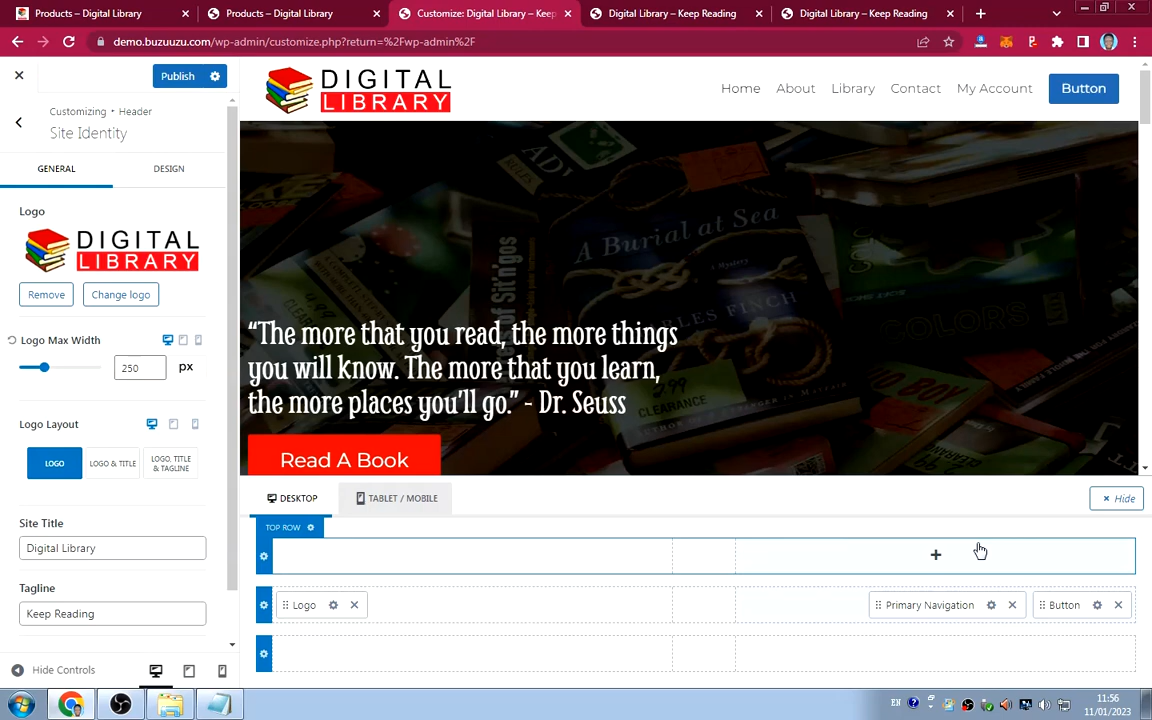 Products – Digital Library
Products – Digital Library
Customize: Digital Library – Keep
Digital Library – Keep Reading
Digital Library – Keep Reading
demo.buzuuzu.com/wp-admin/customize.php?return=%2Fwp-admin%2F
Publish
Customizing • Header
Site Identity
GENERAL
DESIGN
Logo
DIGITAL
LIBRARY
Remove
Change logo
Logo Max Width
250
px
Logo Layout
LOGO
LOGO & TITLE
LOGO, TITLE
& TAGLINE
Site Title
Digital Library
Tagline
Keep Reading
Hide Controls
DIGITAL
LIBRARY
Home
About
Library
Contact
My Account
Button
A Burial at Sea
CHARLES FINCH
COLORS
CLEARANCE
“The more that you read, the more things
you will know. The more that you learn,
the more places you’ll go.” - Dr. Seuss
Read A Book
DESKTOP
TABLET / MOBILE
× Hide
TOP ROW
+
Logo
Primary Navigation
Button
EN
11:56
11/01/2023